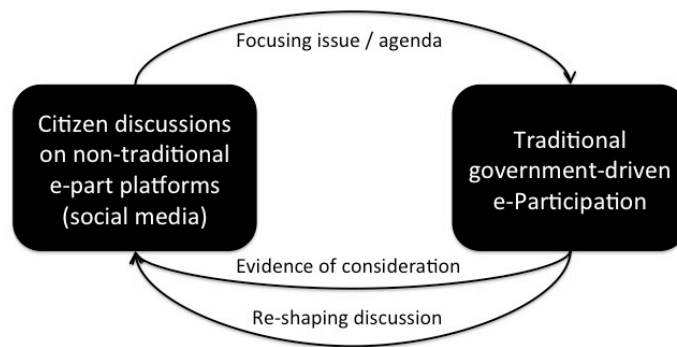 Focusing issue / agenda
Citizen discussions
on non-traditional
e-part platforms
(social media)
Traditional
government-driven
e-Participation
Evidence of consideration
Re-shaping discussion